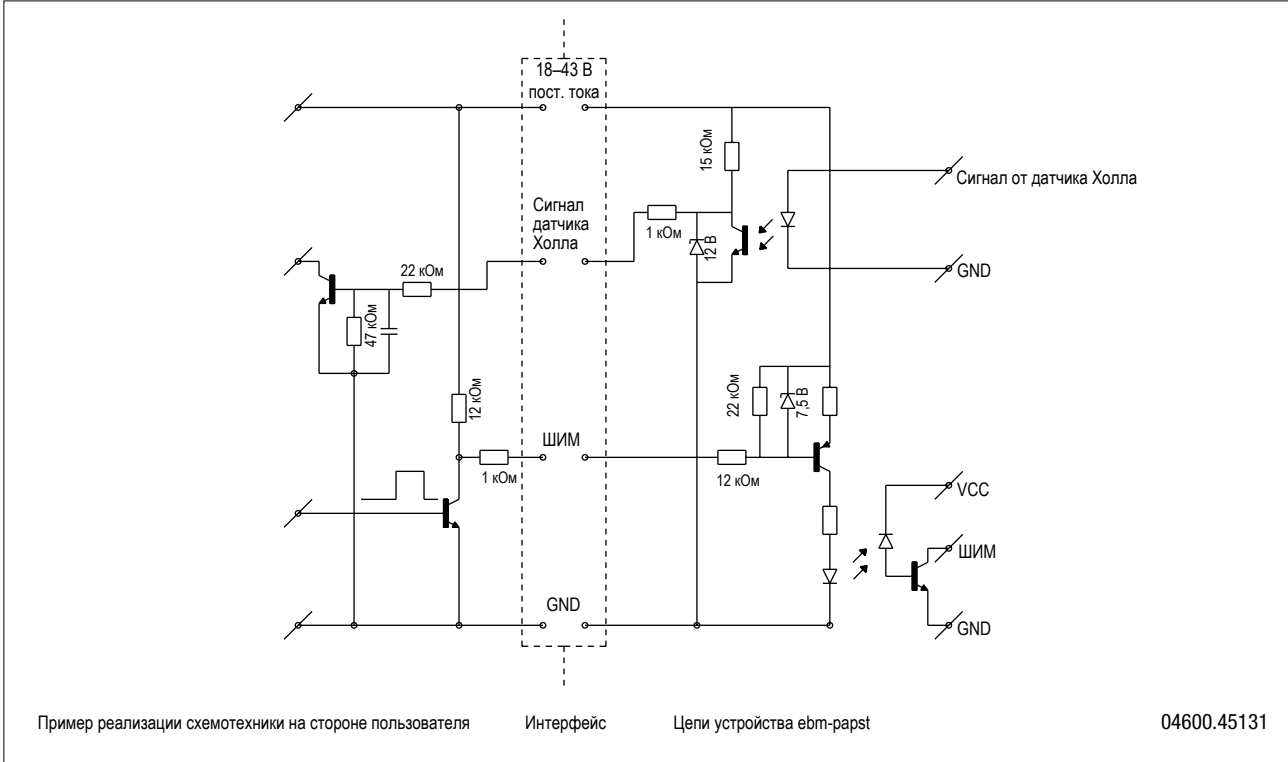 18–43 В
пост. тока
15 кОм
Сигнал от датчика Холла
Сигнал
датчика
Холла
1 кОм
12 В
GND
22 кОм
47 кОм
12 кОм
22 кОм
7,5 В
ШИМ
1 кОм
12 кОм
VCC
ШИМ
GND
GND
Пример реализации схемотехники на стороне пользователя
Интерфейс
Цепи устройства ebm-papst
04600.45131